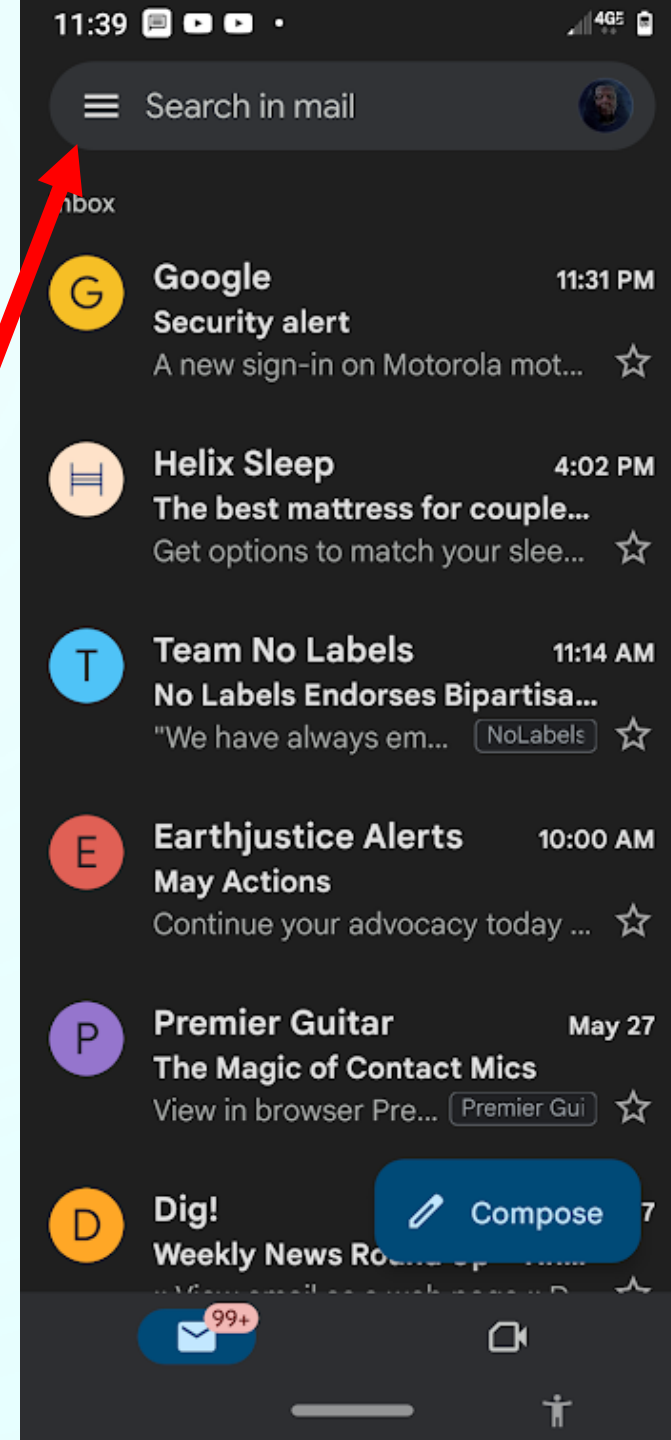 11:39
4GE
Search in mail
nbox
G
Google 11:31 PM
Security alert
A new sign-in on Motorola mot...
Helix Sleep 4:02 PM
The best mattress for couple...
Get options to match your slee...
T
Team No Labels 11:14 AM
No Labels Endorses Bipartisa...
"We have always em... NoLabels
E
Earthjustice Alerts 10:00 AM
May Actions
Continue your advocacy today ...
P
Premier Guitar May 27
The Magic of Contact Mics
View in browser Pre... Premier Gui
D
Dig! 7
Compose
Weekly News
99+